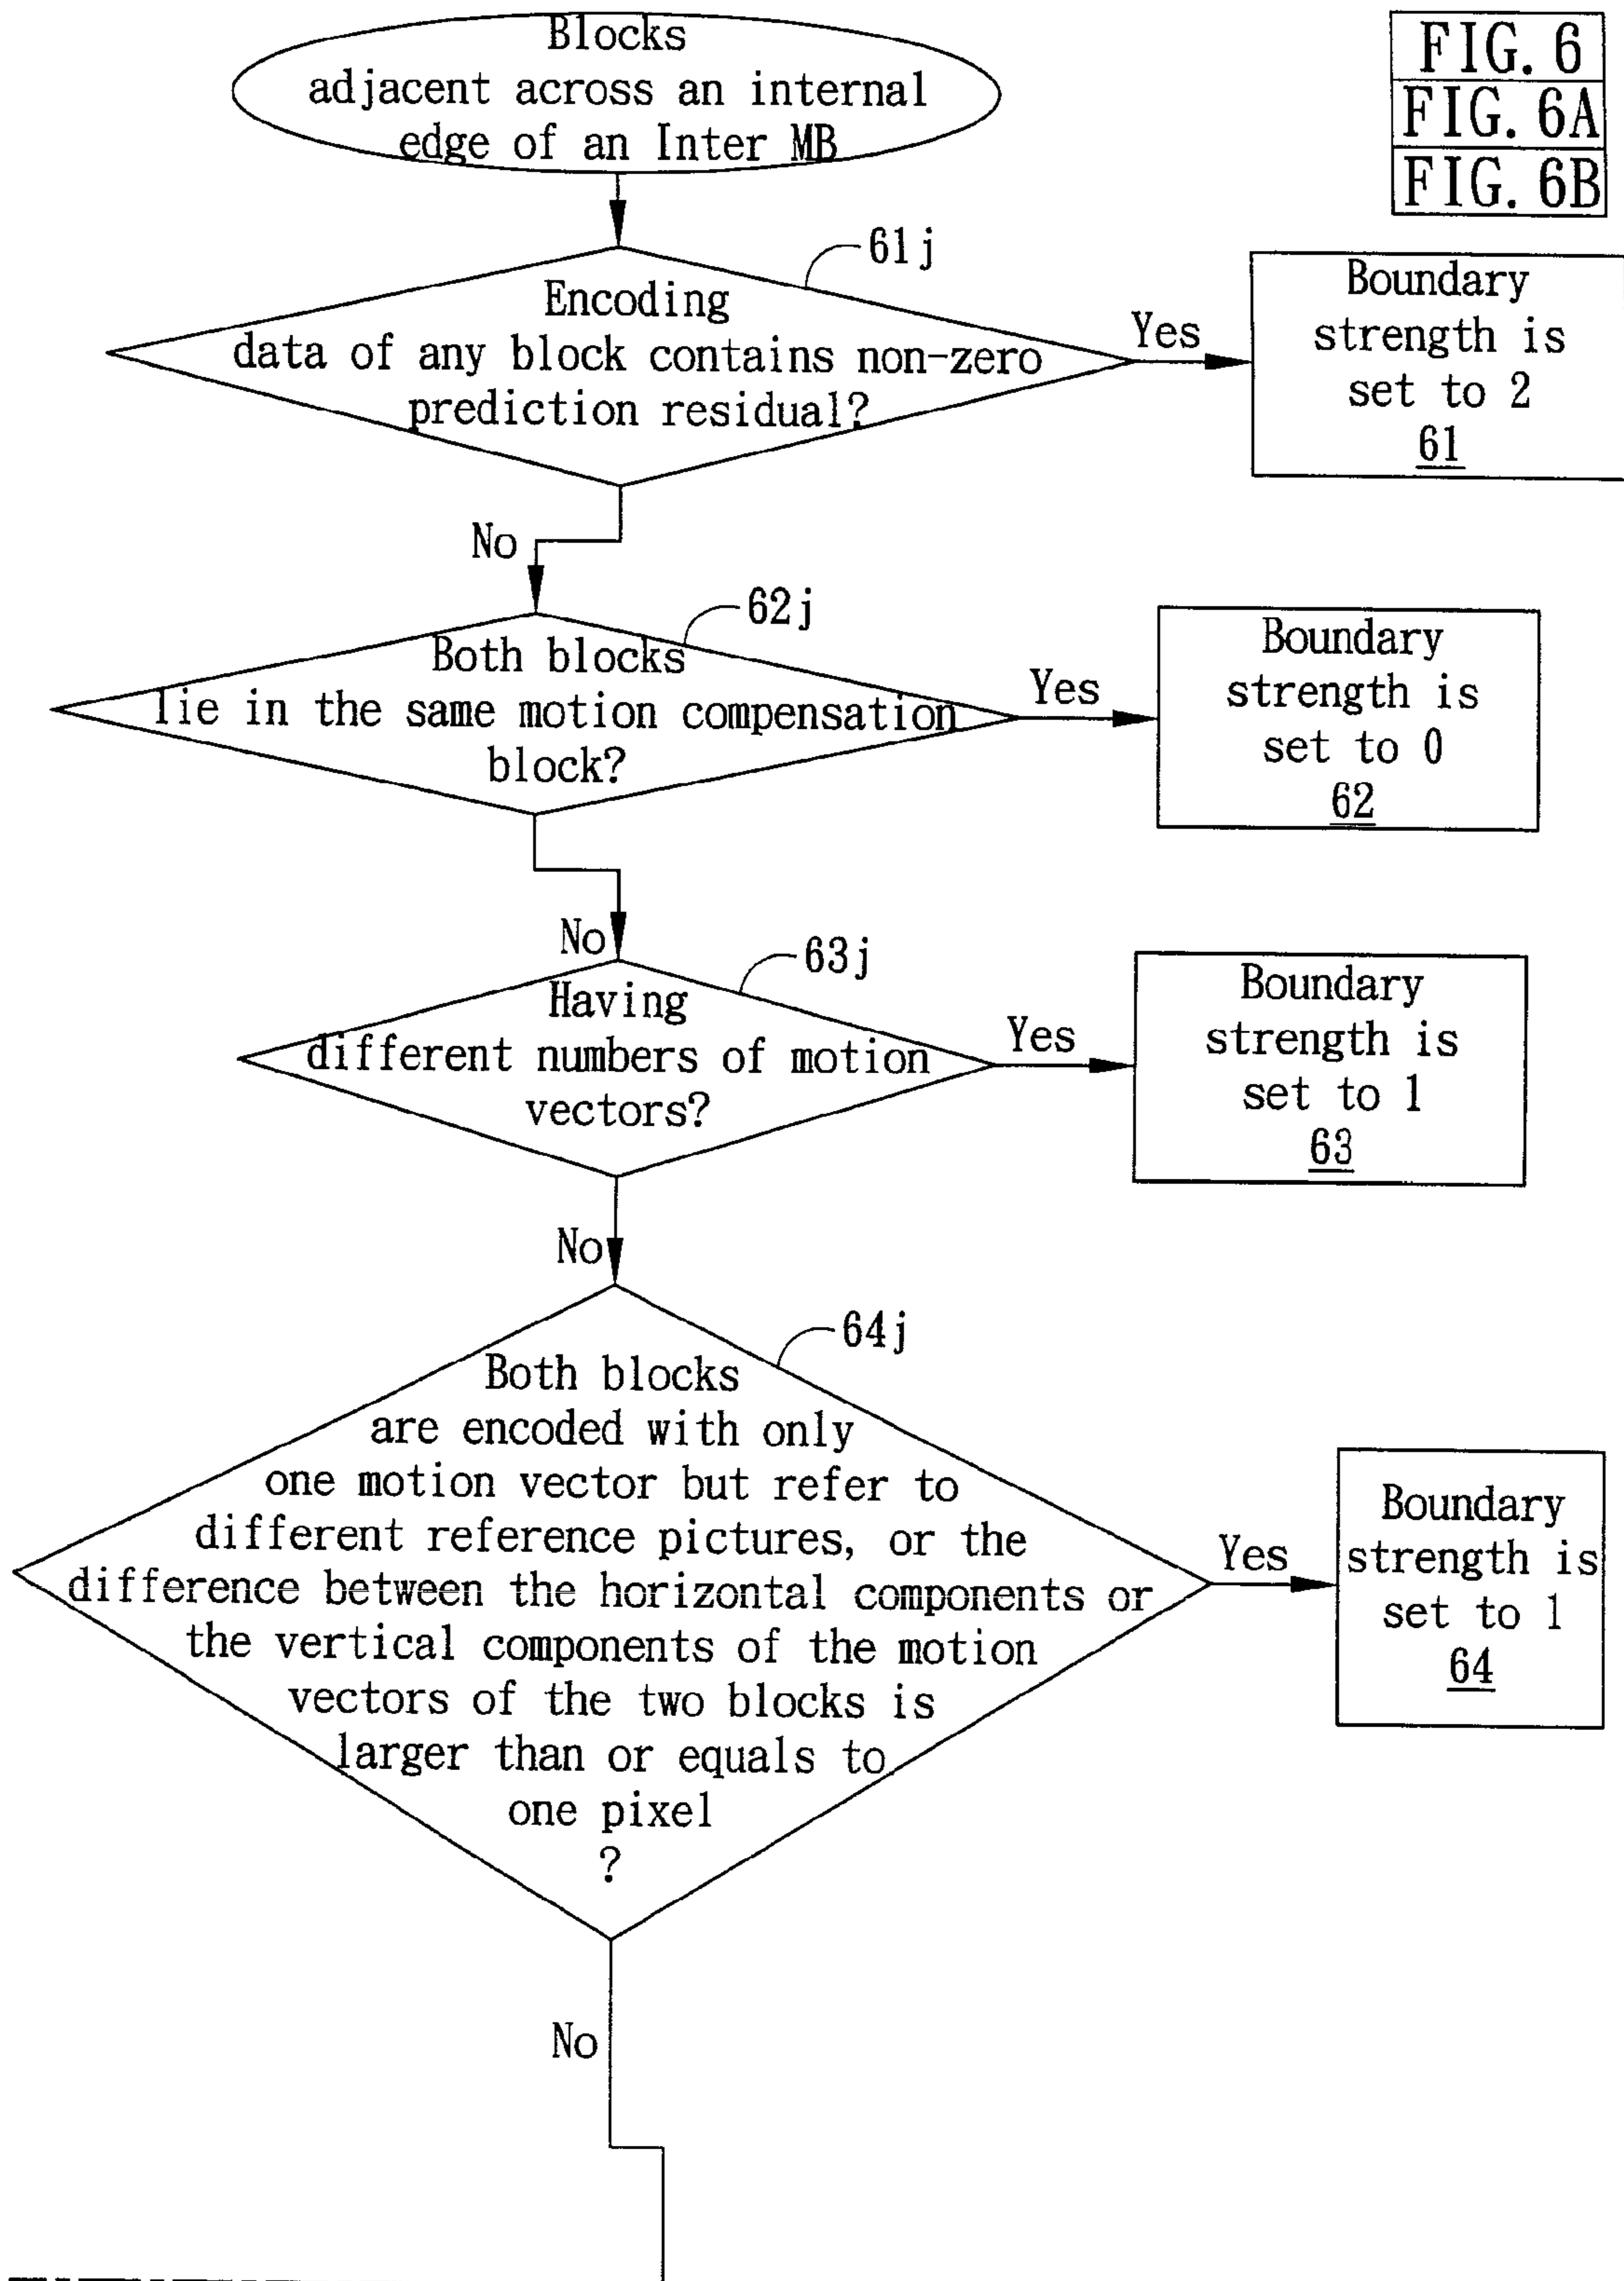 Blocks
adjacent across an internal
edge of an Inter MB
FIG. 6
FIG. 6A
FIG. 6B
61j
Encoding
data of any block contains non-zero
prediction residual?
Yes
Boundary
strength is
set to 2
61
No
62j
Both blocks
lie in the same motion compensation
block?
Yes
Boundary
strength is
set to 0
62
No
63j
Having
different numbers of motion
vectors?
Yes
Boundary
strength is
set to 1
63
No
64j
Both blocks
are encoded with only
one motion vector but refer to
different reference pictures, or the
difference between the horizontal components or
the vertical components of the motion
vectors of the two blocks is
larger than or equals to
one pixel
?
Yes
Boundary
strength is
set to 1
64
No